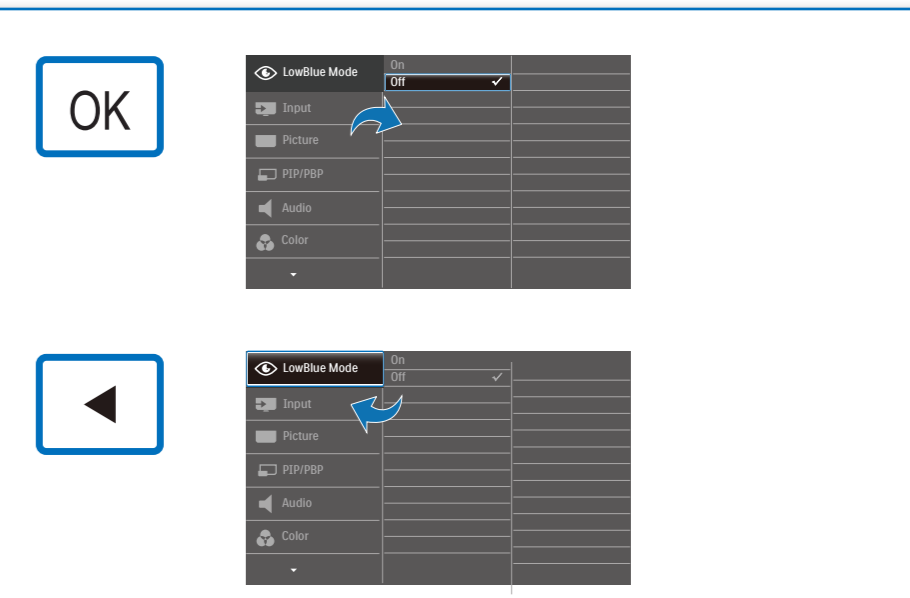 OK
LowBlue Mode
On
Off
Input
Picture
PIP/PBP
Audio
Color
LowBlue Mode
On
Off
Input
Picture
PIP/PBP
Audio
Color